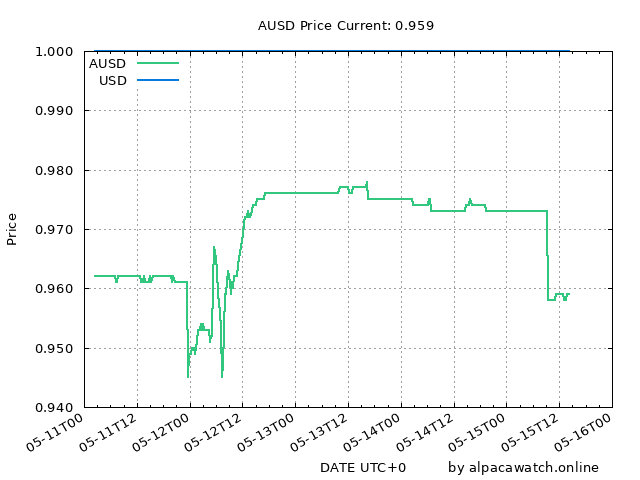 AUSD Price Current: 0.959
1.000
AUSD
USD
0.990
0.980
0.970
Price
0.960
0.950
0.940
05-11T00 05-11T12 05-12T00 05-12T12 05-13T00 05-13T12 05-14T00 05-14T12 05-15T00 05-15T12 05-16T00
DATE UTC+0 by alpacawatch.online